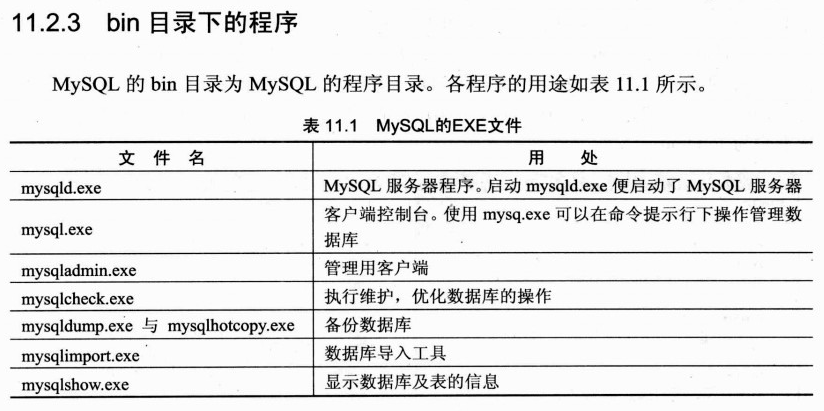 11.2.3 bin 目录下的程序
MySQL 的 bin 目录为 MySQL 的程序目录。各程序的用途如表 11.1 所示。
表 11.1 MySQL的EXE文件
文 件 名 用 处
mysqld.exe MySQL 服务器程序。启动 mysqld.exe 便启动了 MySQL 服务器
mysql.exe 客户端控制台。使用 mysq.exe 可以在命令提示行下操作管理数
据库
mysqladmin.exe 管理用客户端
mysqlcheck.exe 执行维护，优化数据库的操作
mysqldump.exe 与 mysqlhotcopy.exe 备份数据库
mysqlimport.exe 数据库导入工具
mysqlshow.exe 显示数据库及表的信息